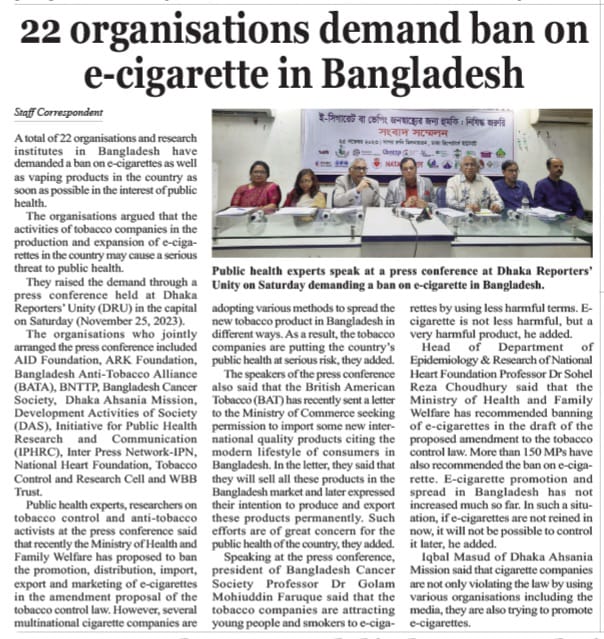 22 organisations demand ban on
e-cigarette in Bangladesh
Staff Correspondent
A total of 22 organisations and research
institutes in Bangladesh have
demanded a ban on e-cigarettes as well
as vaping products in the country as
soon as possible in the interest of public
health.
The organisations argued that the
activities of tobacco companies in the
production and expansion of e-ciga-
rettes in the country may cause a serious
threat to public health.
They raised the demand through a
press conference held at Dhaka
Reporters' Unity (DRU) in the capital
on Saturday (November 25, 2023).
The organisations who jointly
arranged the press conference included
AID Foundation, ARK Foundation,
Bangladesh Anti-Tobacco Alliance
(BATA), BNTTP, Bangladesh Cancer
Society, Dhaka Ahsania Mission,
Development Activities of Society
(DAS), Initiative for Public Health
Research and Communication
(IPHRC), Inter Press Network-IPN,
National Heart Foundation, Tobacco
Control and Research Cell and WBB
Trust.
Public health experts, researchers on
tobacco control and anti-tobacco
activists at the press conference said
that recently the Ministry of Health and
Family Welfare has proposed to ban
the promotion, distribution, import,
export and marketing of e-cigarettes
in the amendment proposal of the
tobacco control law. However, several
multinational cigarette companies are
ই-সিগারেট বা ভেপিং জনস্বাস্থ্যের জন্য হুমকি : নিষিদ্ধ জরুরি
সংবাদ সম্মেলন
Public health experts speak at a press conference at Dhaka Reporters'
Unity on Saturday demanding a ban on e-cigarette in Bangladesh.
adopting various methods to spread the
new tobacco product in Bangladesh in
different ways. As a result, the tobacco
companies are putting the country's
public health at serious risk, they added.
The speakers of the press conference
also said that the British American
Tobacco (BAT) has recently sent a letter
to the Ministry of Commerce seeking
permission to import some new inter-
national quality products citing the
modern lifestyle of consumers in
Bangladesh. In the letter, they said that
they will sell all these products in the
Bangladesh market and later expressed
their intention to produce and export
these products permanently. Such
efforts are of great concern for the
public health of the country, they added.
Speaking at the press conference,
president of Bangladesh Cancer
Society Professor Dr Golam
Mohiuddin Faruque said that the
tobacco companies are attracting
young people and smokers to e-ciga-
rettes by using less harmful terms. E-
cigarette is not less harmful, but a
very harmful product, he added.
Head of Department of
Epidemiology & Research of National
Heart Foundation Professor Dr Sohel
Reza Choudhury said that the
Ministry of Health and Family
Welfare has recommended banning
of e-cigarettes in the draft of the
proposed amendment to the tobacco
control law. More than 150 MPs have
also recommended the ban on e-ciga-
rette. E-cigarette promotion and
spread in Bangladesh has not
increased much so far. In such a situ-
ation, if e-cigarettes are not reined in
now, it will not be possible to control
it later, he added.
Iqbal Masud of Dhaka Ahsania
Mission said that cigarette companies
are not only violating the law by using
various organisations including the
media, they are also trying to promote
e-cigarettes.